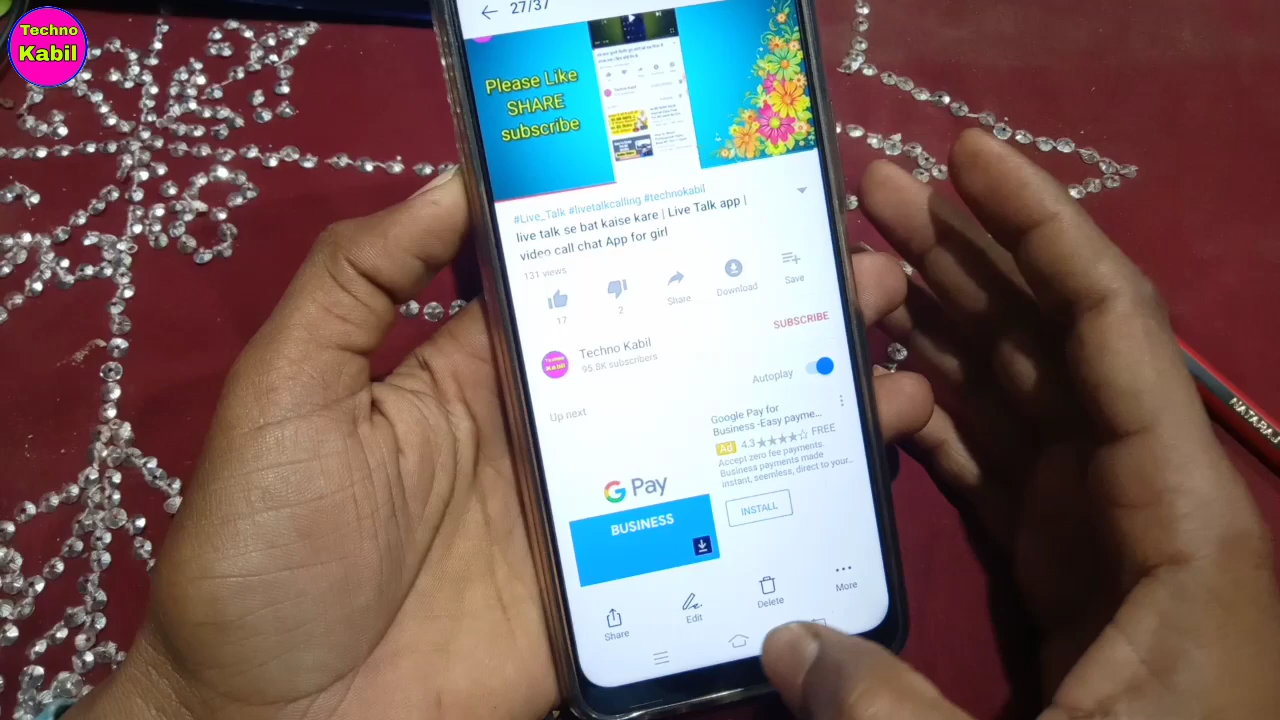 Techno
Kabil
27/37
Please Like
SHARE
subscribe
#Live_Talk #livetalkcalling #technokabil
live talk se bat kaise kare | Live Talk app |
video call chat App for girl
131 views
17
2
Share
Download
Save
Techno Kabil
95.8K subscribers
SUBSCRIBE
Autoplay
Up next
Google Pay for
Business -Easy payme...
Ad 4.3 FREE
Accept zero fee payments.
Business payments made
instant, seemless, direct to your...
INSTALL
G Pay
BUSINESS
Share
Edit
Delete
More
NATARAJ